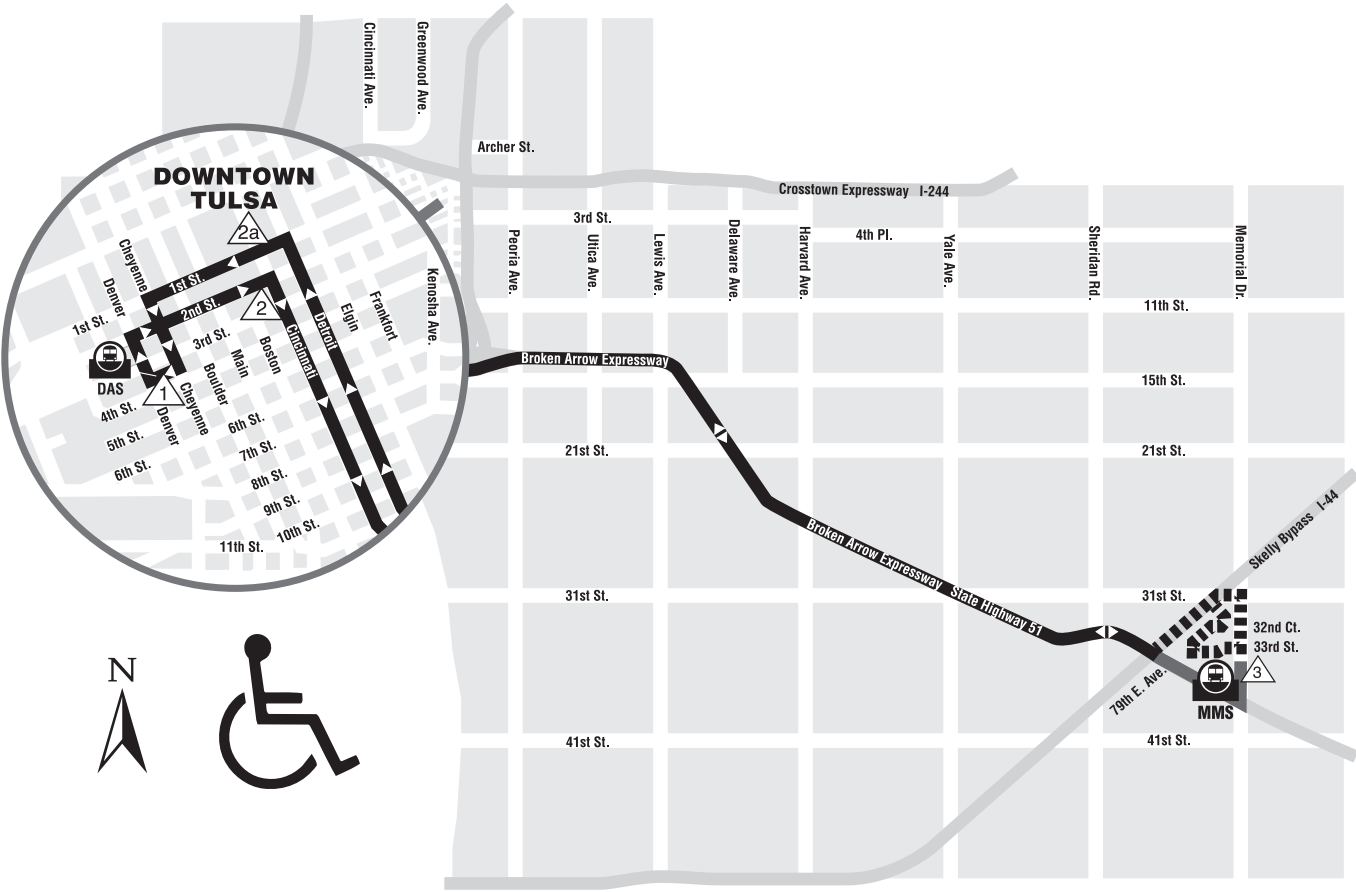 Cincinnati Ave.
Greenwood Ave.
Archer St.
Crosstown Expressway I-244
3rd St.
4th Pl.
Peoria Ave.
Utica Ave.
Lewis Ave.
Delaware Ave.
Harvard Ave.
Yale Ave.
Sheridan Rd.
Memorial Dr.
11th St.
DOWNTOWN
TULSA
2a
Cheyenne
Denver
1st St.
1st St.
2nd St.
2
3rd St.
Kenosha Ave.
Frankfort
Elgin
Detroit
Cincinnati
Boston
Main
Boulder
Cheyenne
Denver
DAS
1
4th St.
5th St.
6th St.
6th St.
7th St.
8th St.
9th St.
10th St.
11th St.
Broken Arrow Expressway
15th St.
21st St.
21st St.
Broken Arrow Expressway State Highway 51
Skelly Bypass I-44
31st St.
31st St.
32nd Ct.
33rd St.
3
79th E. Ave.
MMS
N
41st St.
41st St.